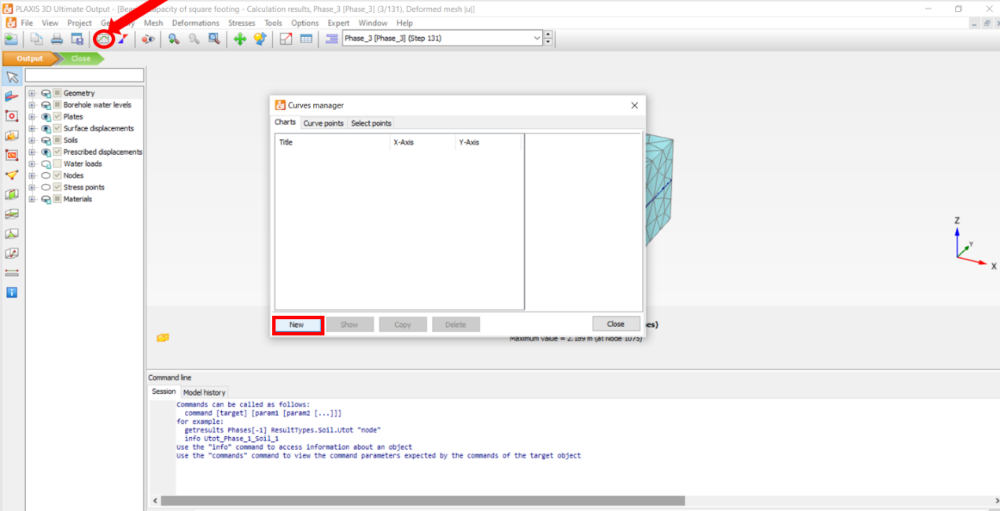 PLAXIS 3D Ultimate Output - [Bea capacity of square footing - Calculation results, Phase_3 [Phase_3] (3/131), Deformed mesh |u|]
File View Project Ge y Mesh Deformations Stresses Tools Options Expert Window Help
Phase_3 [Phase_3] (Step 131)
Output Close
Geometry
Borehole water levels
Plates
Surface displacements
Soils
Prescribed displacements
Water loads
Nodes
Stress points
Materials
Curves manager
Charts Curve points Select points
Title X-Axis Y-Axis
New Show Copy Delete Close
es)
Maximum value = 2.189 m (at Node 1075)
Z
Y
X
Command line
Session Model history
Commands can be called as follows:
command [target] [param1 [param2 [...]]]
for example:
getresults Phases[-1] ResultTypes.Soil.Utot "node"
info Utot_Phase_1_Soil_1
Use the "info" command to access information about an object
Use the "commands" command to view the command parameters expected by the commands of the target object